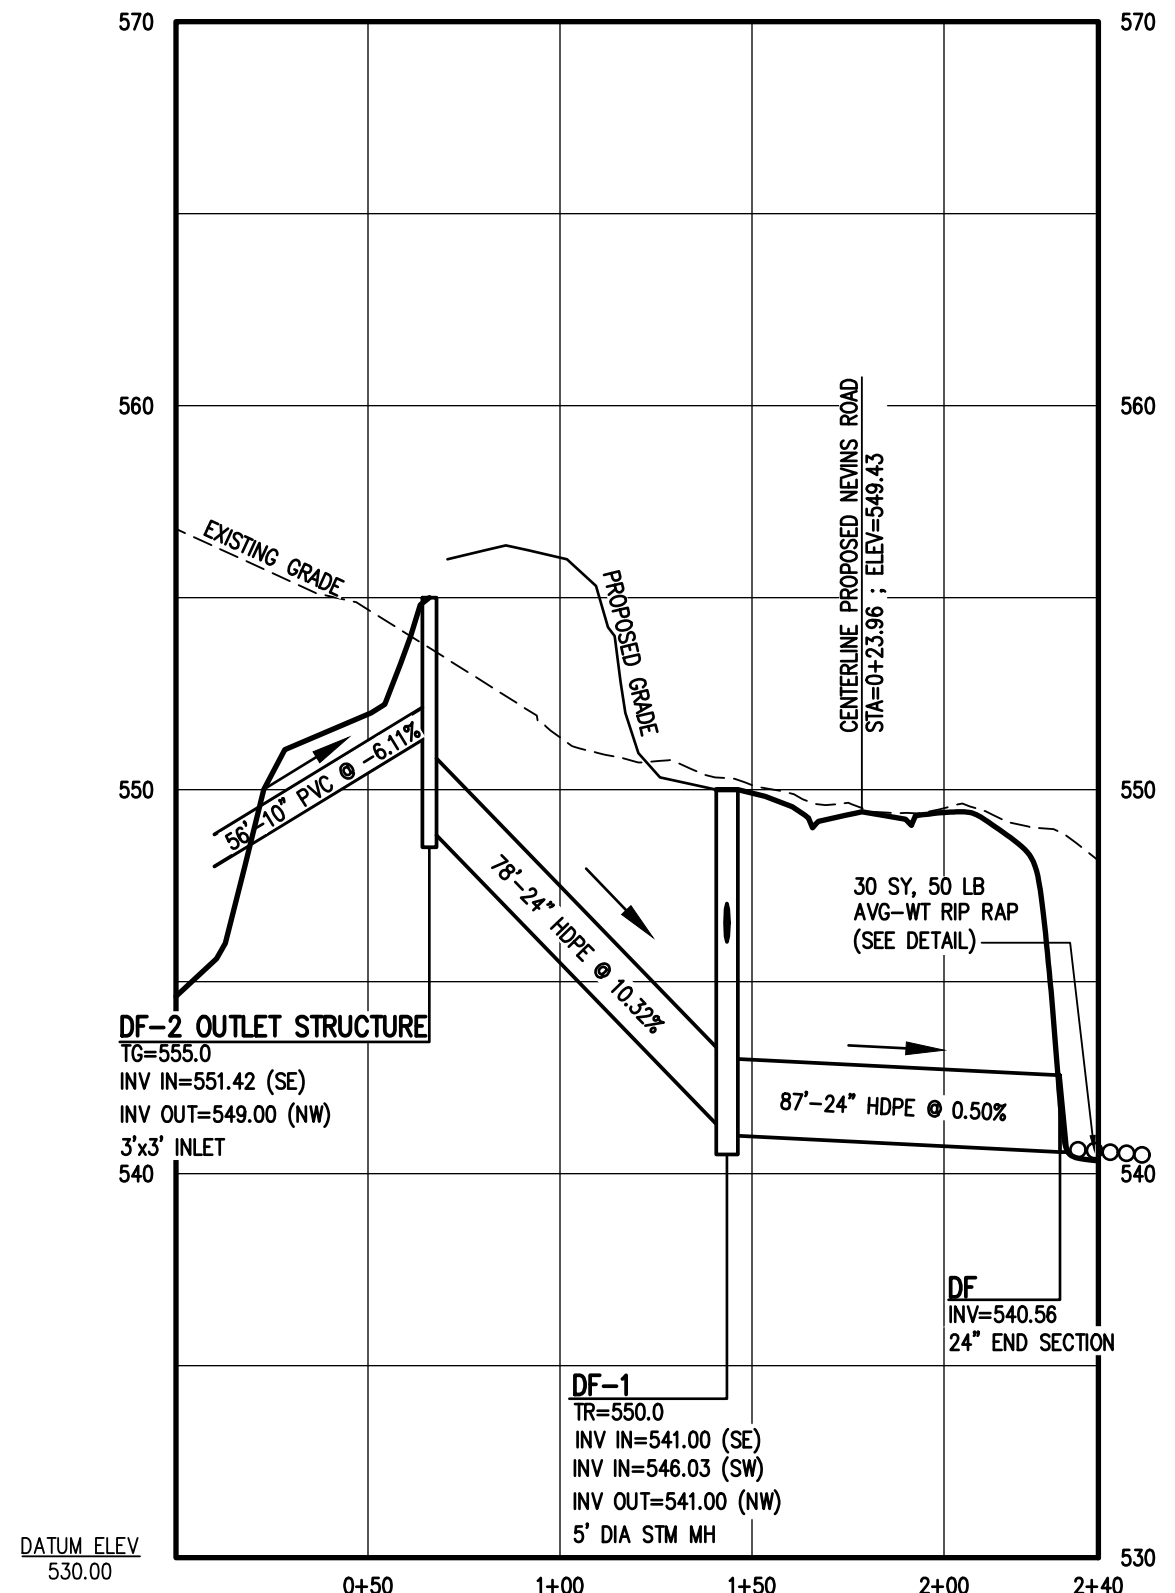 570
570
560
560
CENTERLINE PROPOSED NEVINS ROAD
STA=0+23.96 ; ELEV=549.43
EXISTING GRADE
PROPOSED GRADE
56'-10" PVC @ -6.11%
550
550
78'-24" HDPE @ 10.32%
30 SY, 50 LB
AVG-WT RIP RAP
(SEE DETAIL)
DF-2 OUTLET STRUCTURE
TG=555.0
INV IN=551.42 (SE)
INV OUT=549.00 (NW)
3'x3' INLET
87'-24" HDPE @ 0.50%
540
540
DF
INV=540.56
24" END SECTION
DF-1
TR=550.0
INV IN=541.00 (SE)
INV IN=546.03 (SW)
INV OUT=541.00 (NW)
5' DIA STM MH
DATUM ELEV
530.00
530
0+50
1+00
1+50
2+00
2+40